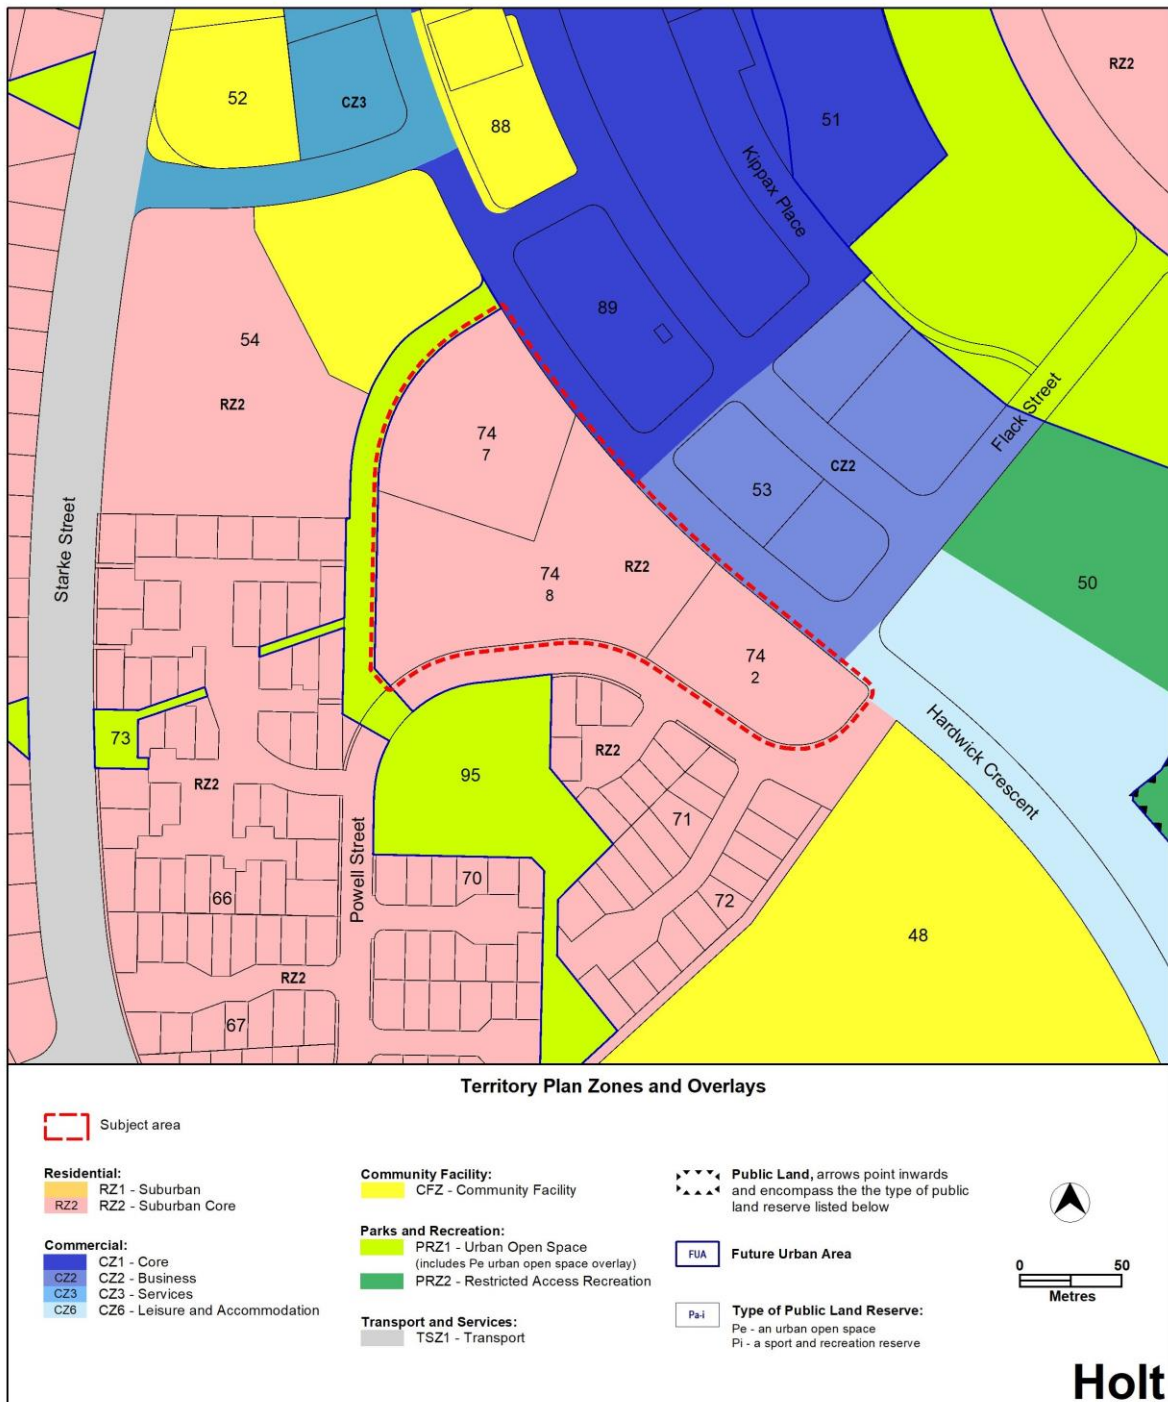 RZ2
52
CZ3
88
51
Kippax Place
89
54
RZ2
74
7
Flack Street
CZ2
53
Starke Street
74
8
RZ2
50
74
2
73
RZ2
95
RZ2
Hardwick Crescent
71
Powell Street
70
66
72
48
RZ2
67
Territory Plan Zones and Overlays
Subject area
Residential:
RZ1 - Suburban
RZ2 RZ2 - Suburban Core
Commercial:
CZ1 - Core
CZ2 CZ2 - Business
CZ3 CZ3 - Services
CZ6 CZ6 - Leisure and Accommodation
Community Facility:
CFZ - Community Facility
Parks and Recreation:
PRZ1 - Urban Open Space
(includes Pe urban open space overlay)
PRZ2 - Restricted Access Recreation
Transport and Services:
TSZ1 - Transport
Public Land, arrows point inwards
and encompass the the type of public
land reserve listed below
FUA Future Urban Area
Pa-i Type of Public Land Reserve:
Pe - an urban open space
Pi - a sport and recreation reserve
0 50
Metres
Holt